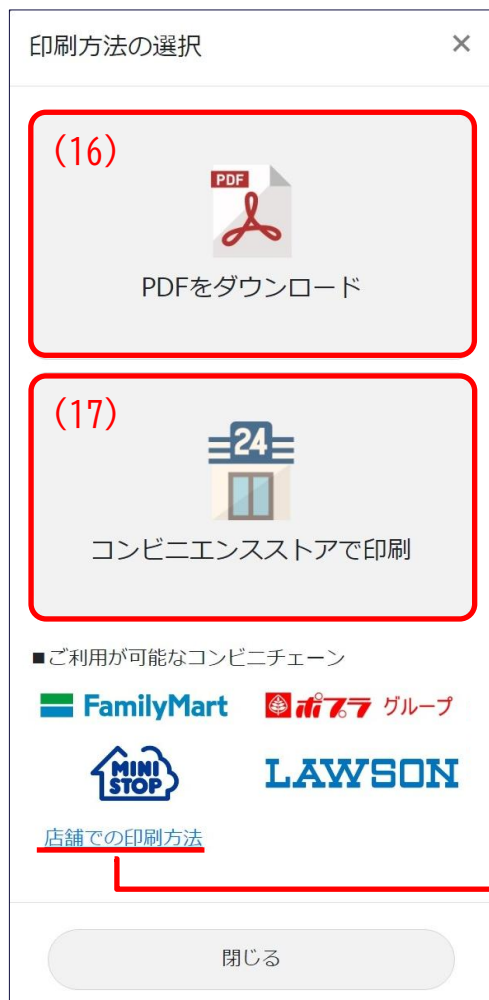 印刷方法の選択 ×
(16)
PDF
PDFをダウンロード
(17)
24
コンビニエンスストアで印刷
■ご利用が可能なコンビニチェーン
FamilyMart ポプラ グループ
MINI STOP LAWSON
店舗での印刷方法
閉じる